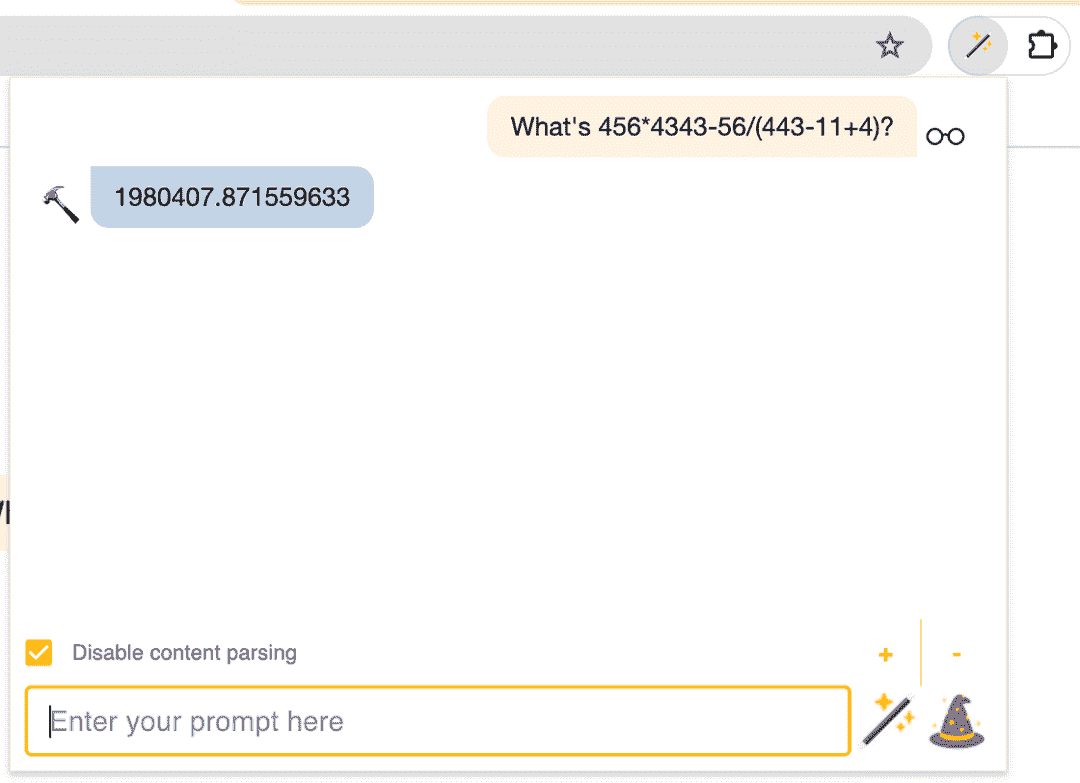 What's 456*4343-56/(443-11+4)?
1980407.871559633
Disable content parsing
+ -
Enter your prompt here